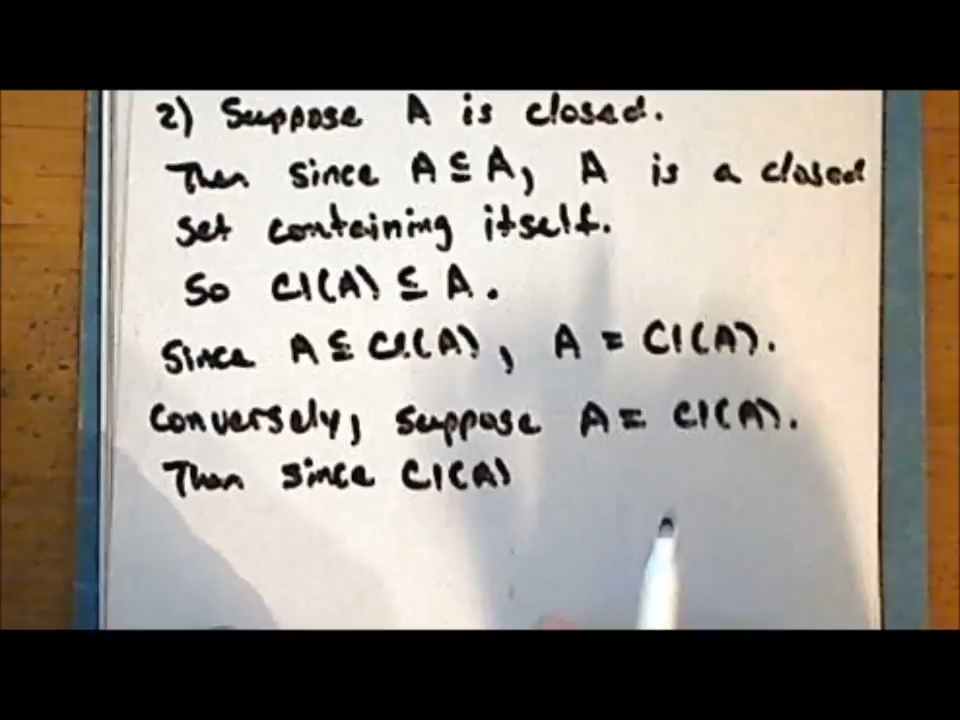 2) Suppose A is closed.
Then since A ⊆ A, A is a closed
set containing itself.
So Cl(A) ⊆ A.
Since A ⊆ Cl(A), A = Cl(A).
Conversely, suppose A = Cl(A).
Then since Cl(A)